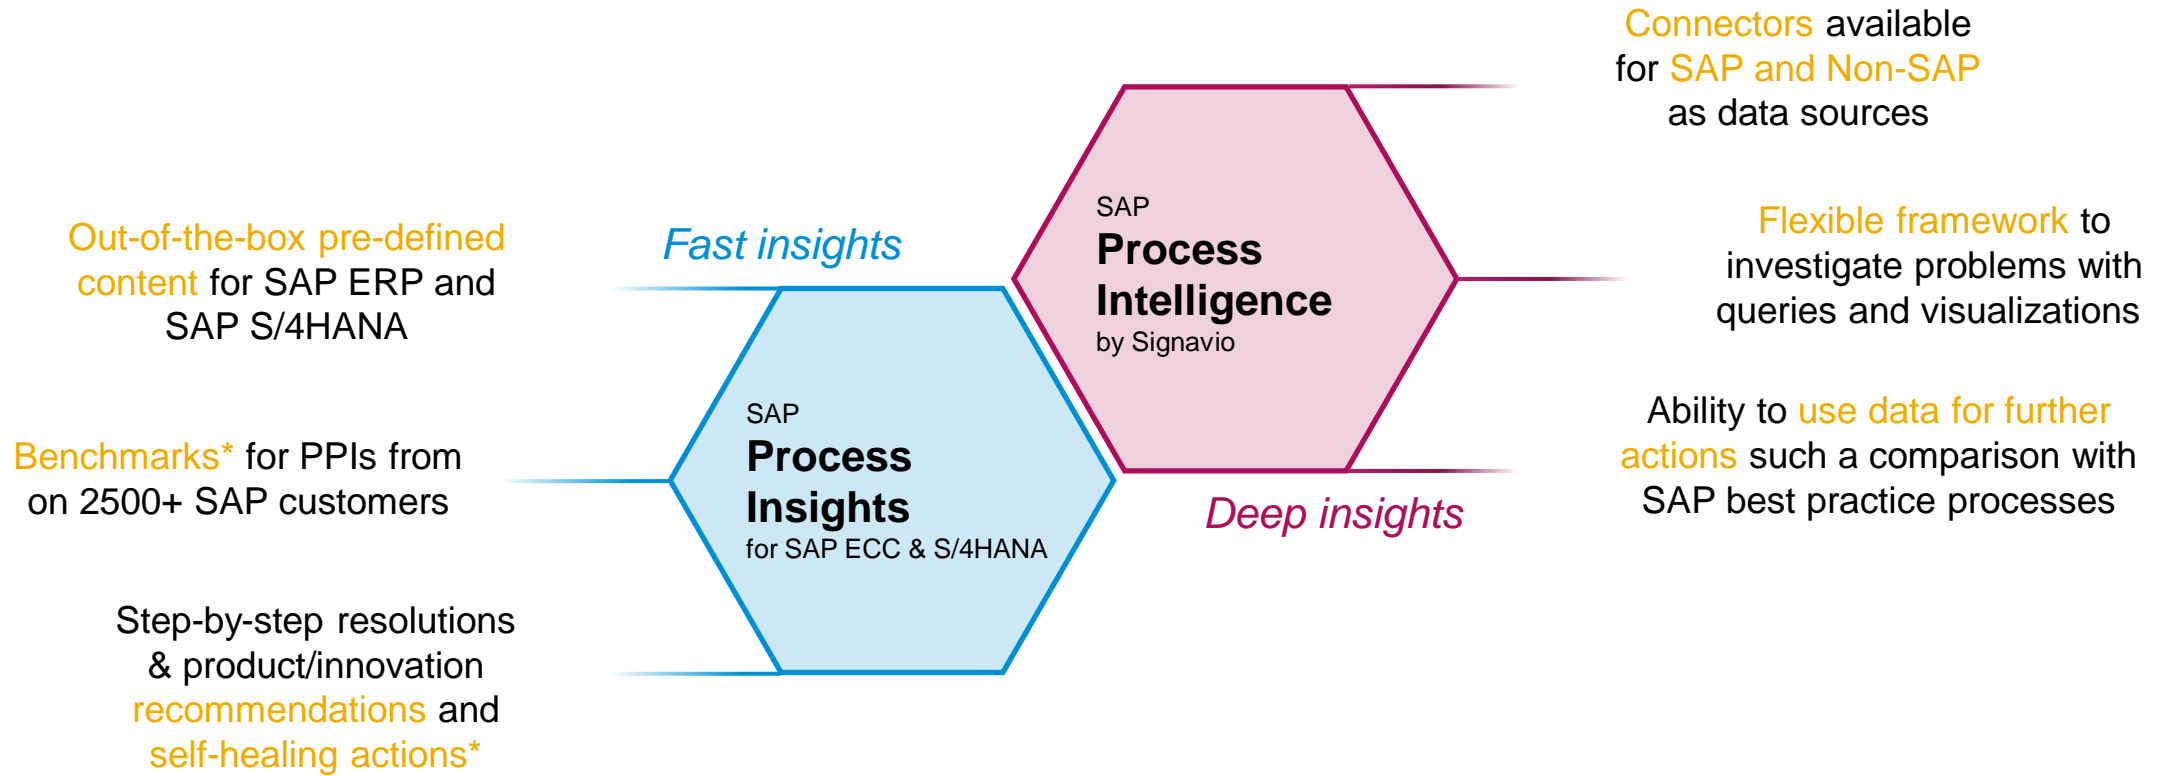 Out-of-the-box pre-defined
content for SAP ERP and
SAP S/4HANA
Benchmarks* for PPIs from
on 2500+ SAP customers
Step-by-step resolutions
& product/innovation
recommendations and
self-healing actions*
Fast insights
SAP
Process
Insights
for SAP ECC & S/4HANA
SAP
Process
Intelligence
by Signavio
Deep insights
Connectors available
for SAP and Non-SAP
as data sources
Flexible framework to
investigate problems with
queries and visualizations
Ability to use data for further
actions such a comparison with
SAP best practice processes